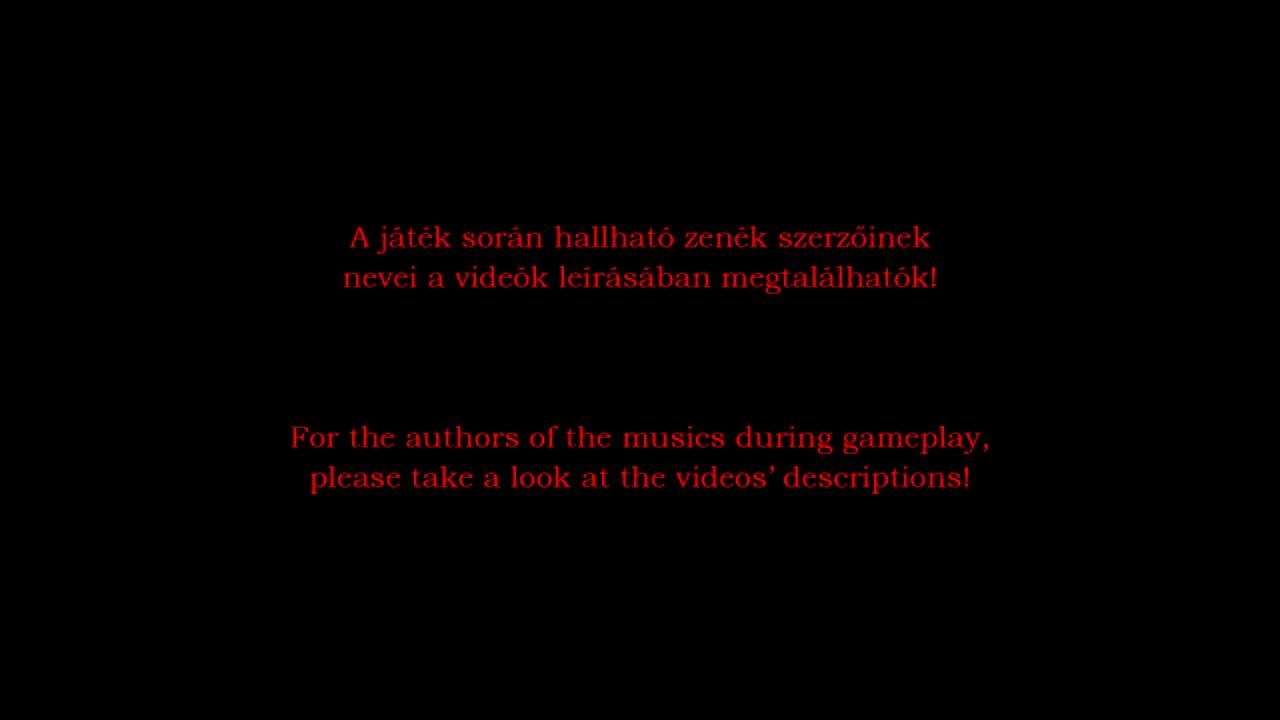 A játék során hallható zenék szerzőinek
nevei a videók leírásában megtalálhatók!
For the authors of the musics during gameplay,
please take a look at the videos’ descriptions!